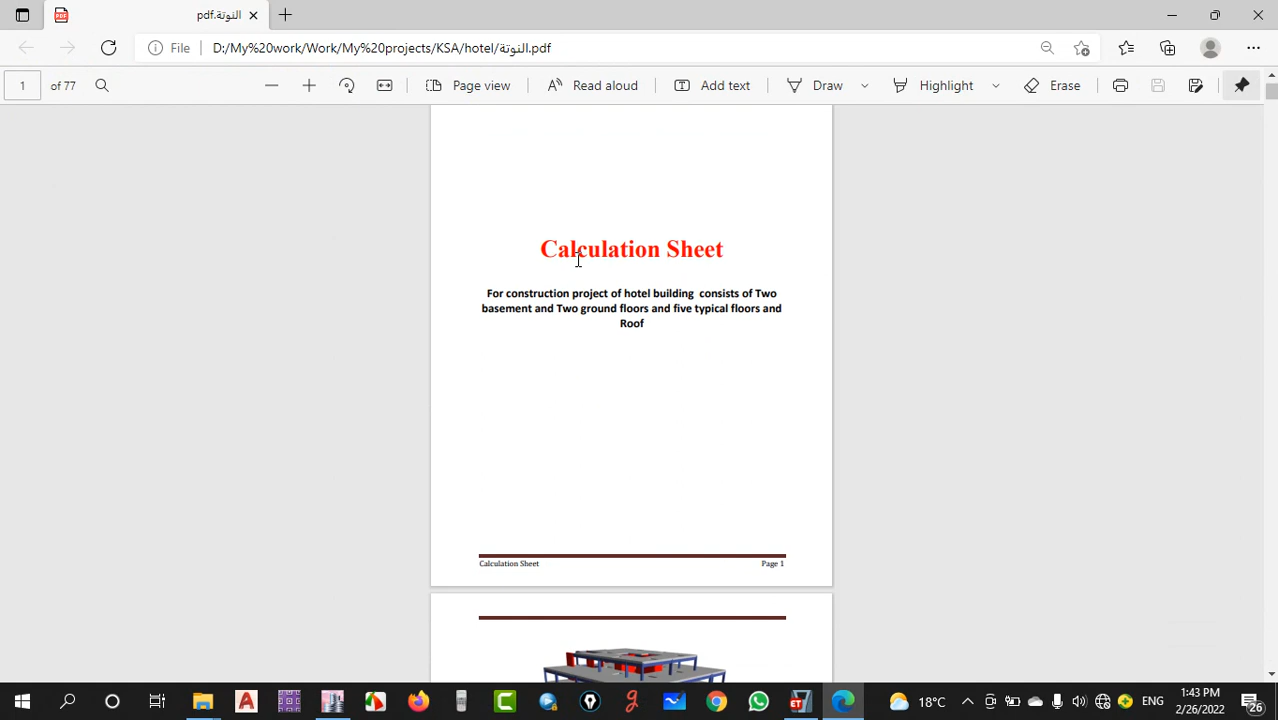 النوتة.pdf
File
D:/My%20work/Work/My%20projects/KSA/hotel/النوتة.pdf
1 of 77
Page view
Read aloud
Add text
Draw
Highlight
Erase
Calculation Sheet
For construction project of hotel building consists of Two
basement and Two ground floors and five typical floors and
Roof
Calculation Sheet
Page 1
18°C
ENG
1:43 PM
2/26/2022
26